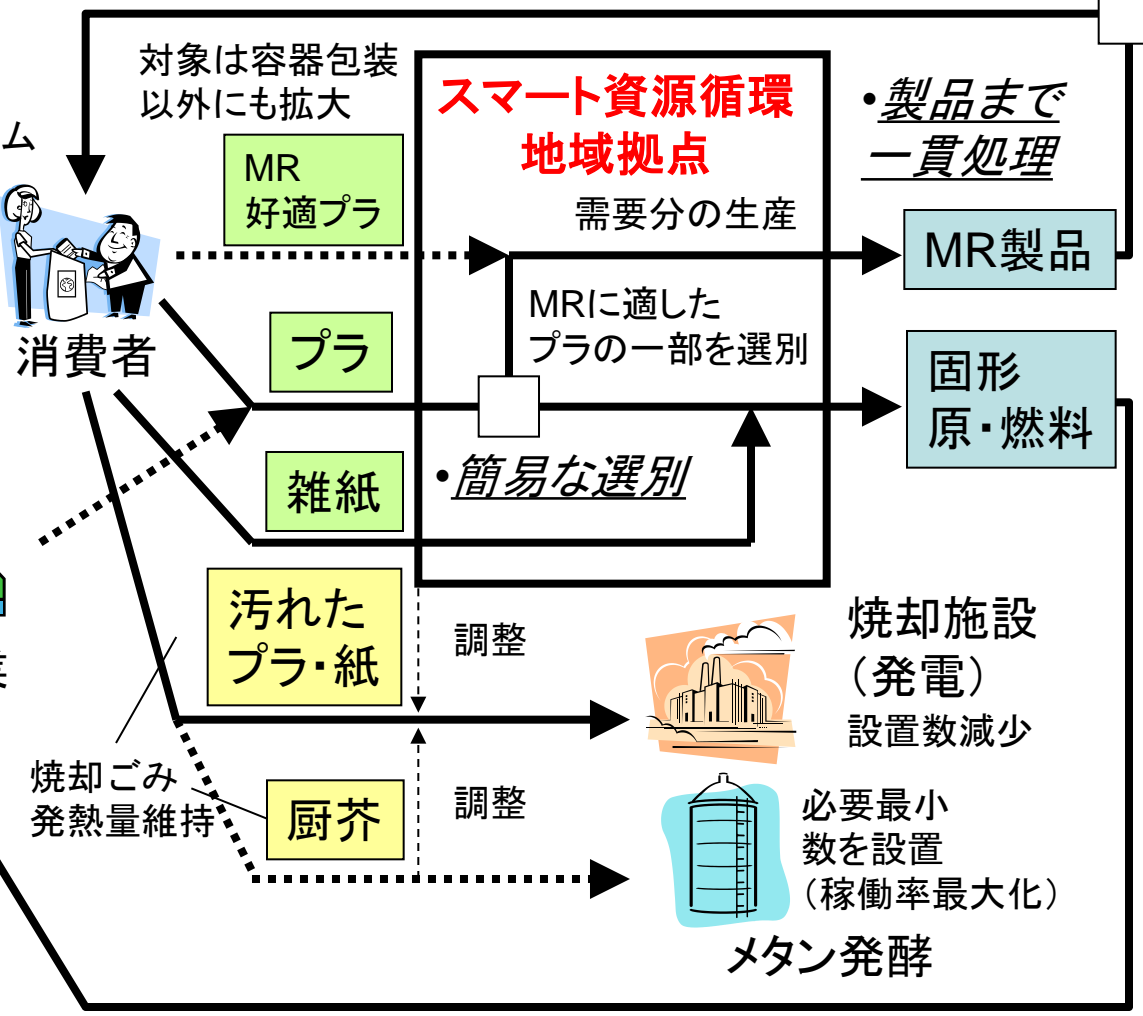 対象は容器包装
以外にも拡大
ム
スマート資源循環
地域拠点
•製品まで
一貫処理
MR
好適プラ
需要分の生産
MR製品
MRに適した
プラの一部を選別
消費者
プラ
固形
原・燃料
雑紙
•簡易な選別
汚れた
プラ・紙
調整
焼却施設
（発電）
設置数減少
業
焼却ごみ
発熱量維持
厨芥
調整
必要最小
数を設置
（稼働率最大化）
メタン発酵